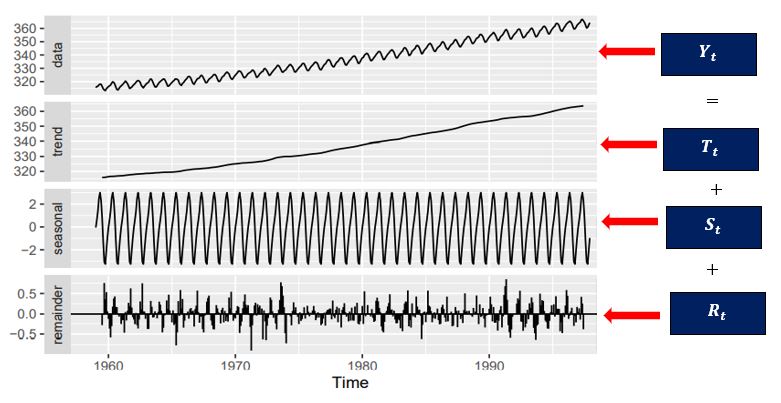 360
350
340
330
320
data
Y_t
=
360
350
340
330
320
trend
T_t
+
2
0
−2
seasonal
S_t
+
0.5
0.0
−0.5
remainder
R_t
1960 1970 1980 1990
Time